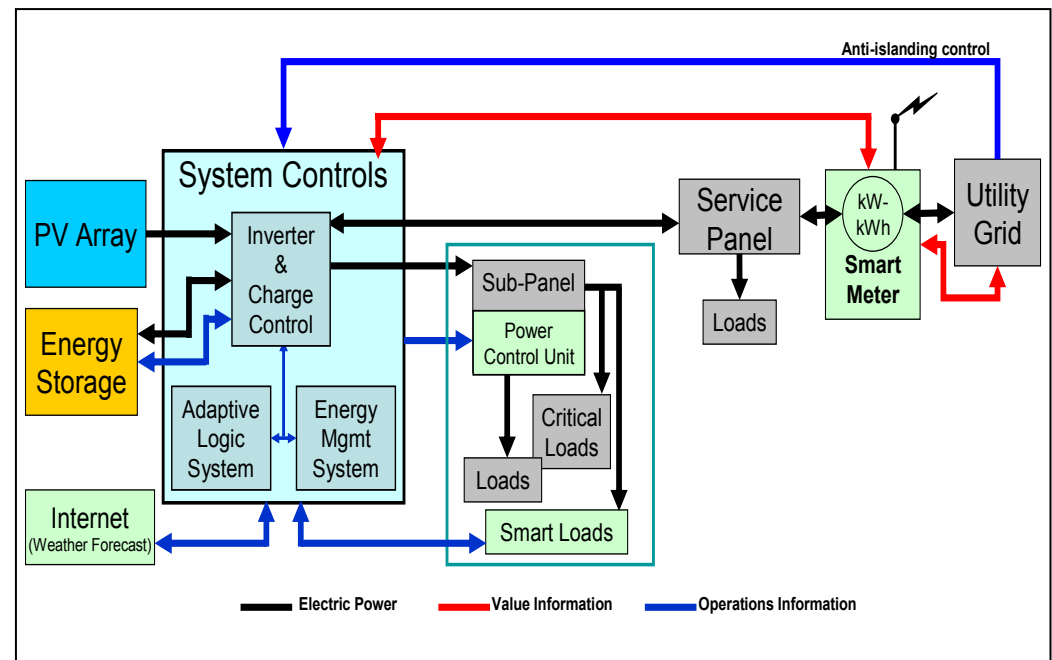 Anti-islanding control
System Controls
PV Array
Inverter
&
Charge
Control
Energy
Storage
Adaptive
Logic
System
Energy
Mgmt
System
Internet
(Weather Forecast)
Sub-Panel
Power
Control Unit
Critical
Loads
Loads
Smart Loads
Service
Panel
Loads
kW-
kWh
Smart
Meter
Utility
Grid
Electric Power
Value Information
Operations Information